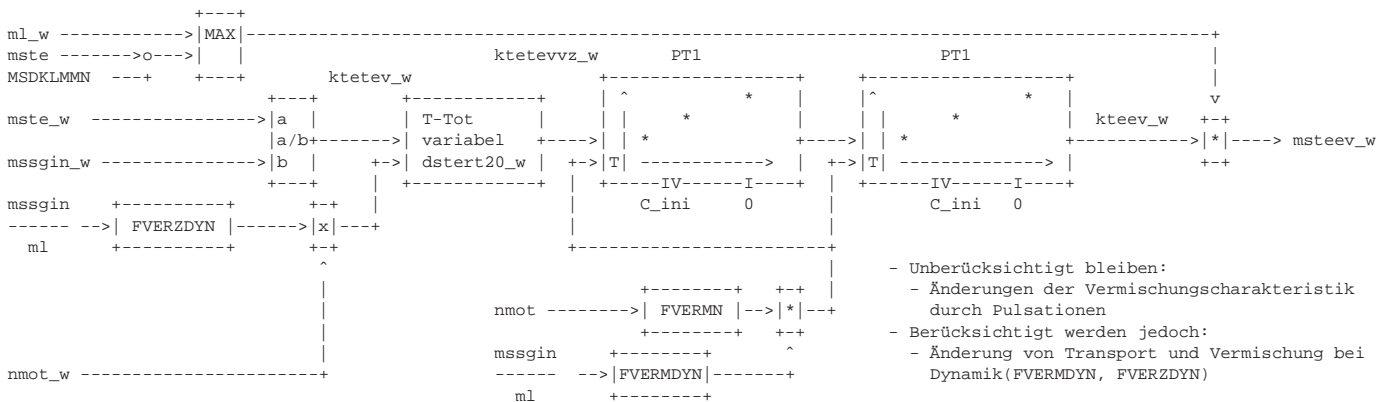 ml_w ------------->|MAX|
mste ------->o--->| | ktetevvz_w PT1 PT1
MSDKLMMN ---+ ktetev_w
mste_w ---------------->|a | | T-Tot
|a/b+-------->| variabel kteev_w
mssgin_w --------------->|b | | dstert20_w |T| |T| |*|----> msteev_w
IV I IV I
mssgin C_ini 0 C_ini 0
------ -->| FVERZDYN |------>|x|---+
ml
- Unberücksichtigt bleiben:
- Änderungen der Vermischungscharakteristik
nmot -------->| FVERMN |-->|*|--+ durch Pulsationen
- Berücksichtigt werden jedoch:
mssgin - Änderung von Transport und Vermischung bei
nmot_w ------ -->|FVERMDYN|-------+ Dynamik(FVERMDYN, FVERZDYN)
ml